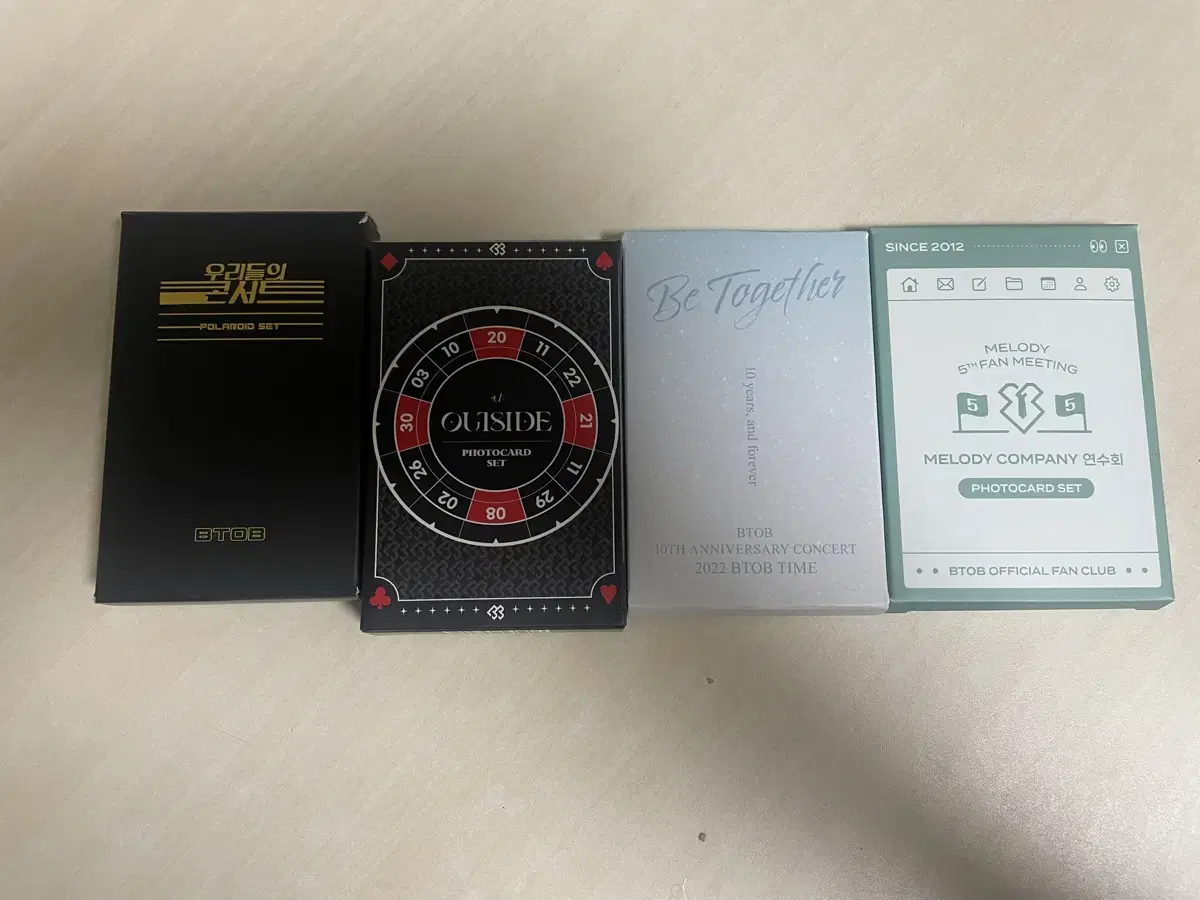 우리들의
콘서트
POLAROID SET
BTOB
4U:
OUTSIDE
PHOTOCARD
SET
20
11
22
21
11
29
08
02
26
30
03
10
Be Together
10 years, and forever
BTOB
10TH ANNIVERSARY CONCERT
2022 BTOB TIME
SINCE 2012
MELODY
5TH FAN MEETING
5
5
MELODY COMPANY 연수회
PHOTOCARD SET
BTOB OFFICIAL FAN CLUB